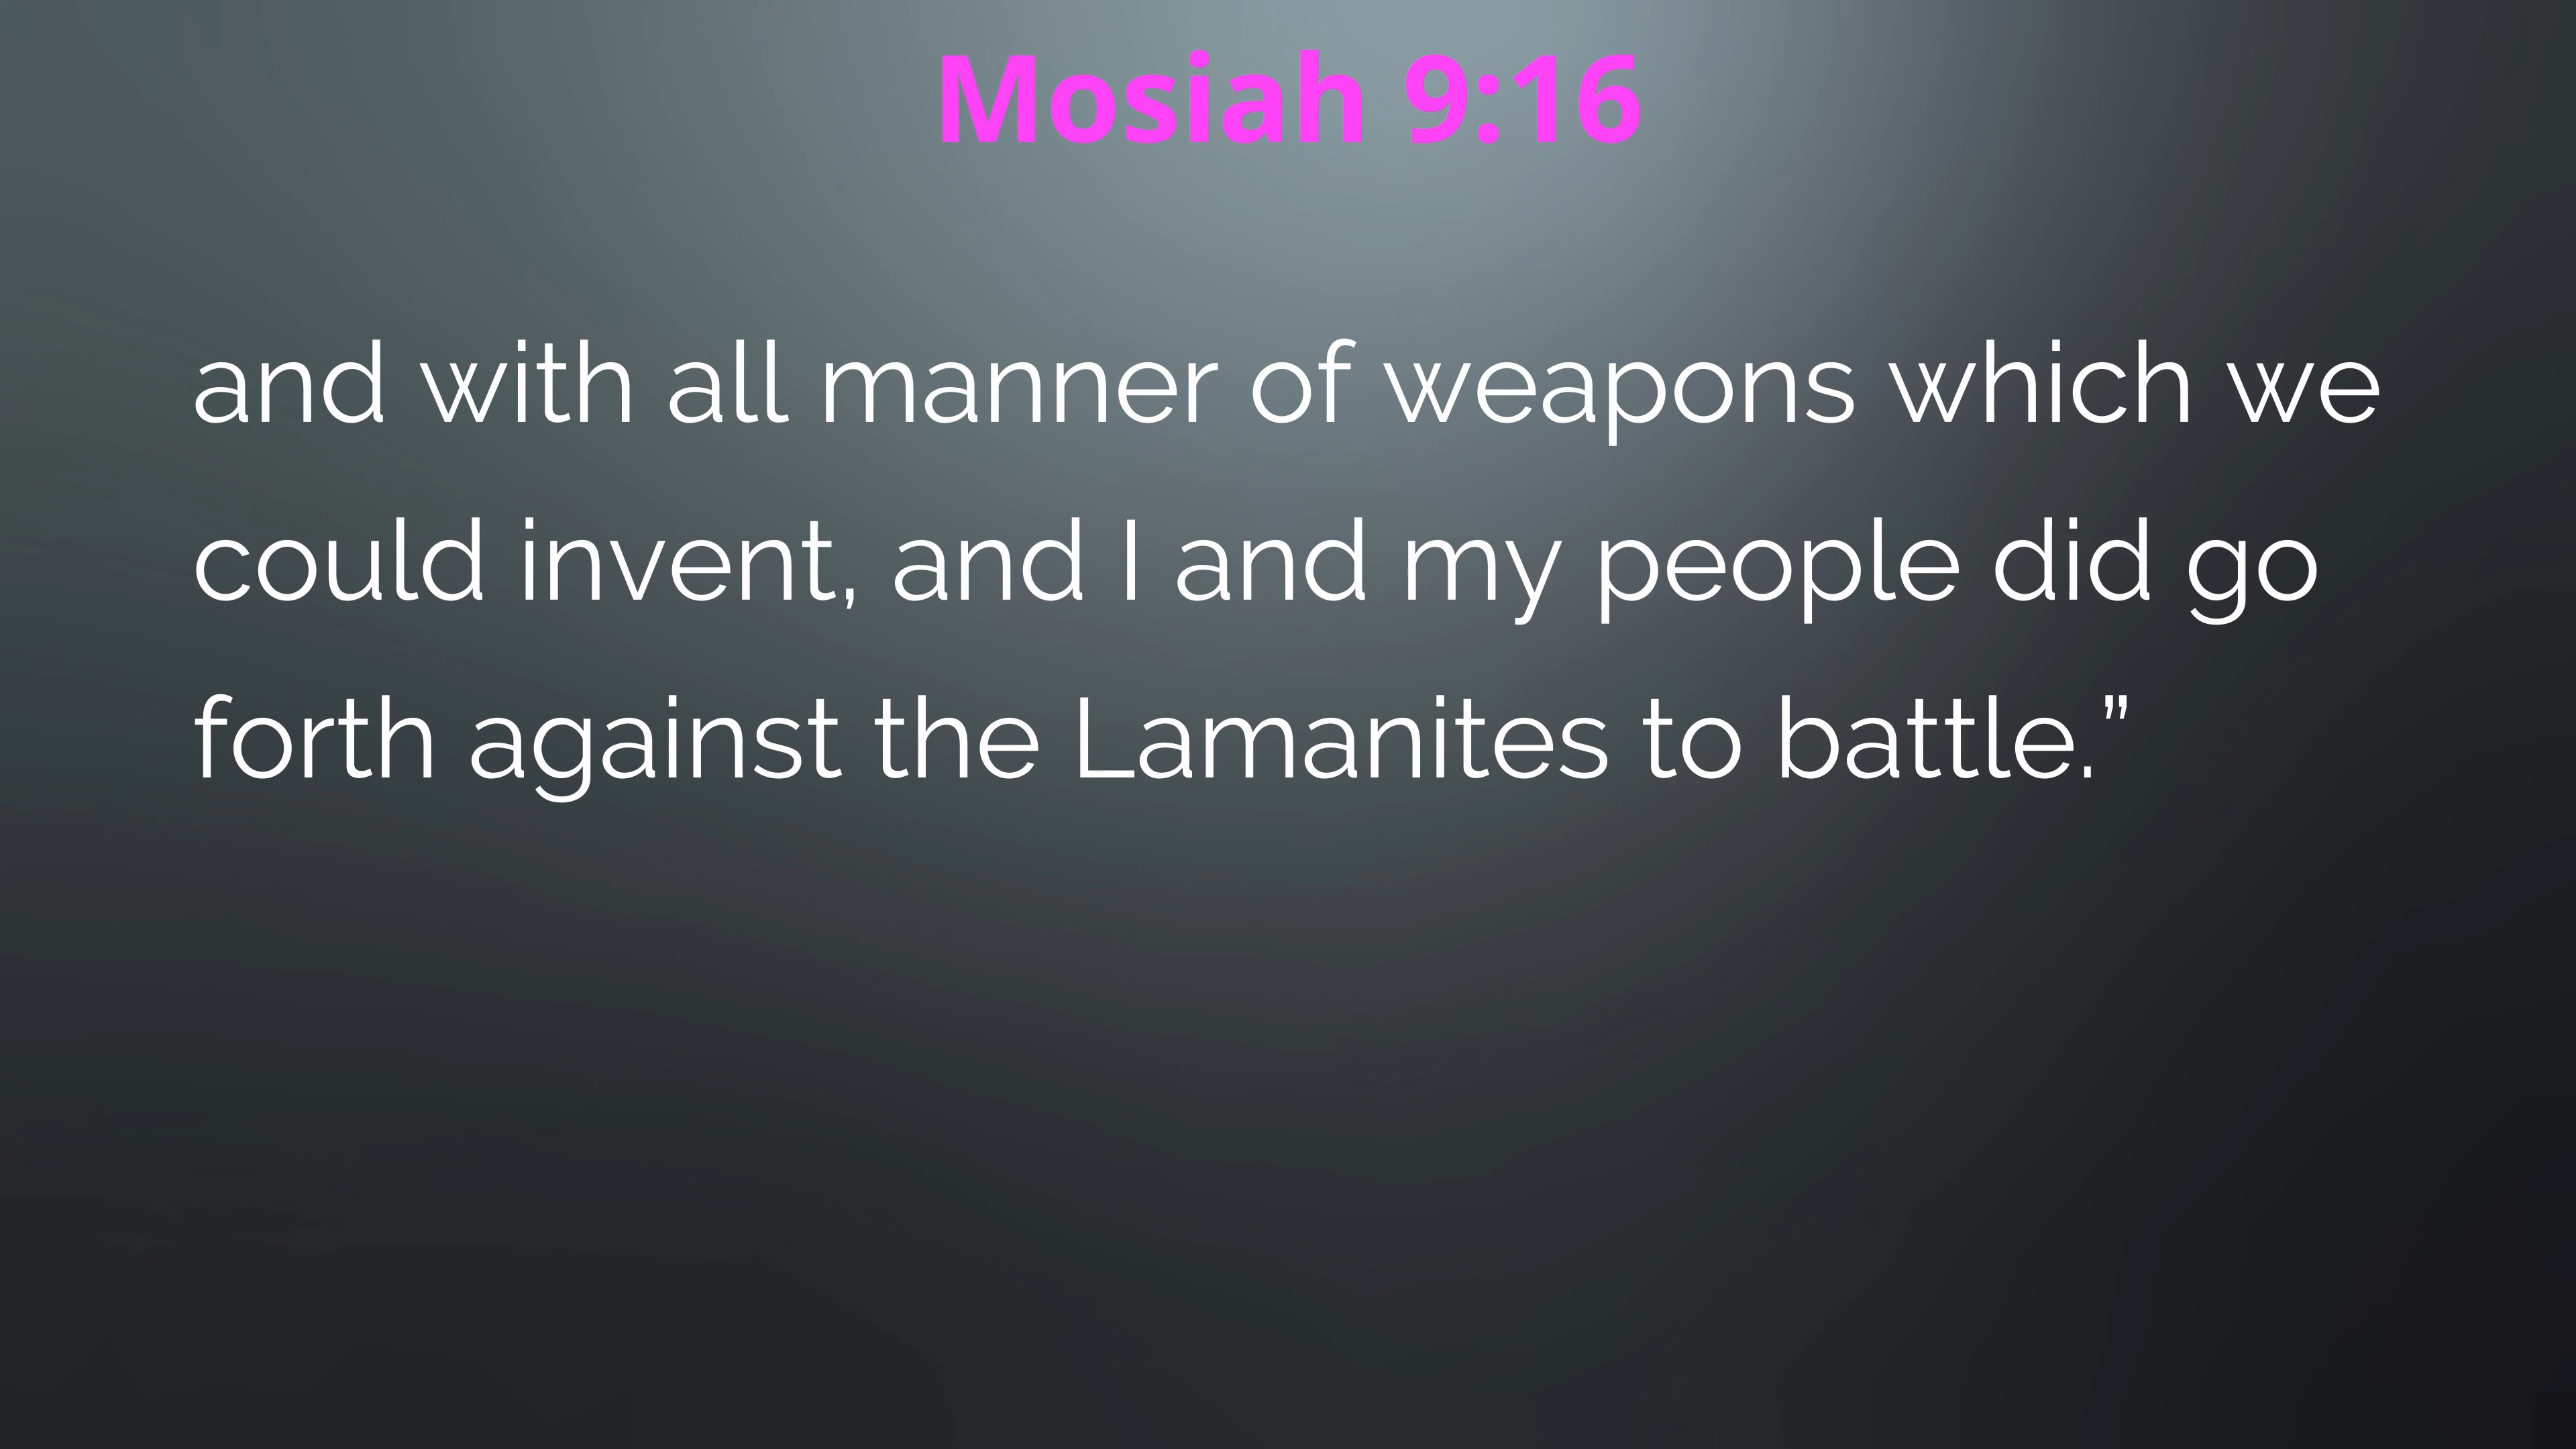 Mosiah 9:16
and with all manner of weapons which we
could invent, and I and my people did go
forth against the Lamanites to battle.”